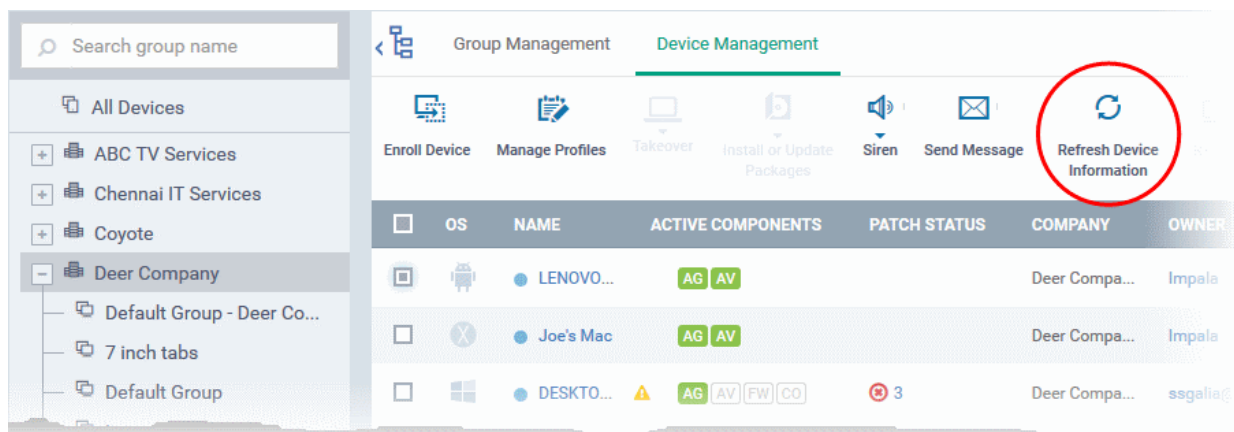 Search group name
All Devices
ABC TV Services
Chennai IT Services
Coyote
Deer Company
Default Group - Deer Co...
7 inch tabs
Default Group
Group Management
Device Management
Enroll Device
Manage Profiles
Takeover
Install or Update
Packages
Siren
Send Message
Refresh Device
Information
OS NAME ACTIVE COMPONENTS PATCH STATUS COMPANY OWNER
LENOVO... AG AV Deer Compa... Impala
Joe's Mac AG AV Deer Compa... Impala
DESKTO... AG AV FW CO 3 Deer Compa... ssgalia@